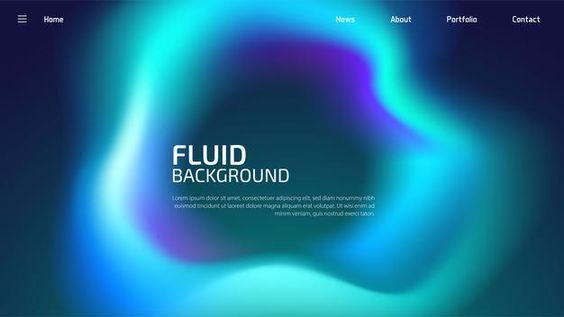 Home
News
About
Portfolio
Contact
FLUID
BACKGROUND
Lorem ipsum dolor sit amet, consectetuer adipiscing elit, sed diam nonummy nibh
euismod tincidunt ut laoreet dolore magna aliquam erat volutpat. Ut wisi enim ad
minim veniam, quis nostrud exerci tation.